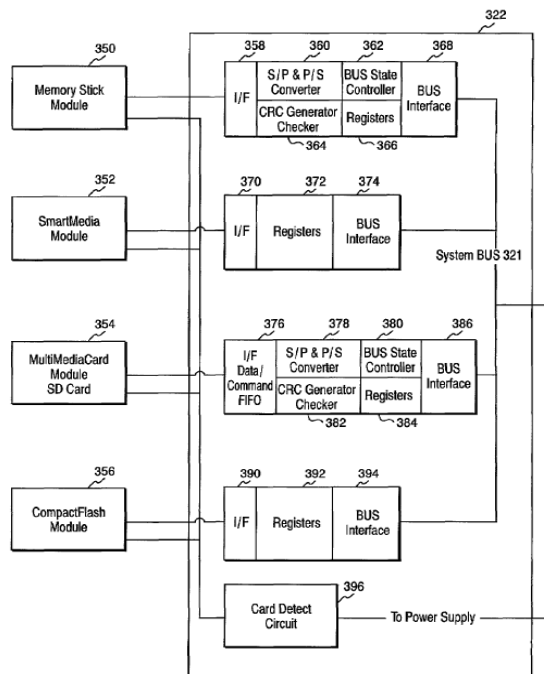 322
350
Memory Stick
Module
358
360
362
368
I/F
S/P & P/S
Converter
BUS State
Controller
BUS
Interface
CRC Generator
Checker
Registers
364
366
352
SmartMedia
Module
370
372
374
I/F
Registers
BUS
Interface
System BUS 321
354
MultiMediaCard
Module
SD Card
376
378
380
386
I/F
Data/
Command
FIFO
S/P & P/S
Converter
BUS State
Controller
BUS
Interface
CRC Generator
Checker
Registers
382
384
356
CompactFlash
Module
390
392
394
I/F
Registers
BUS
Interface
396
Card Detect
Circuit
To Power Supply